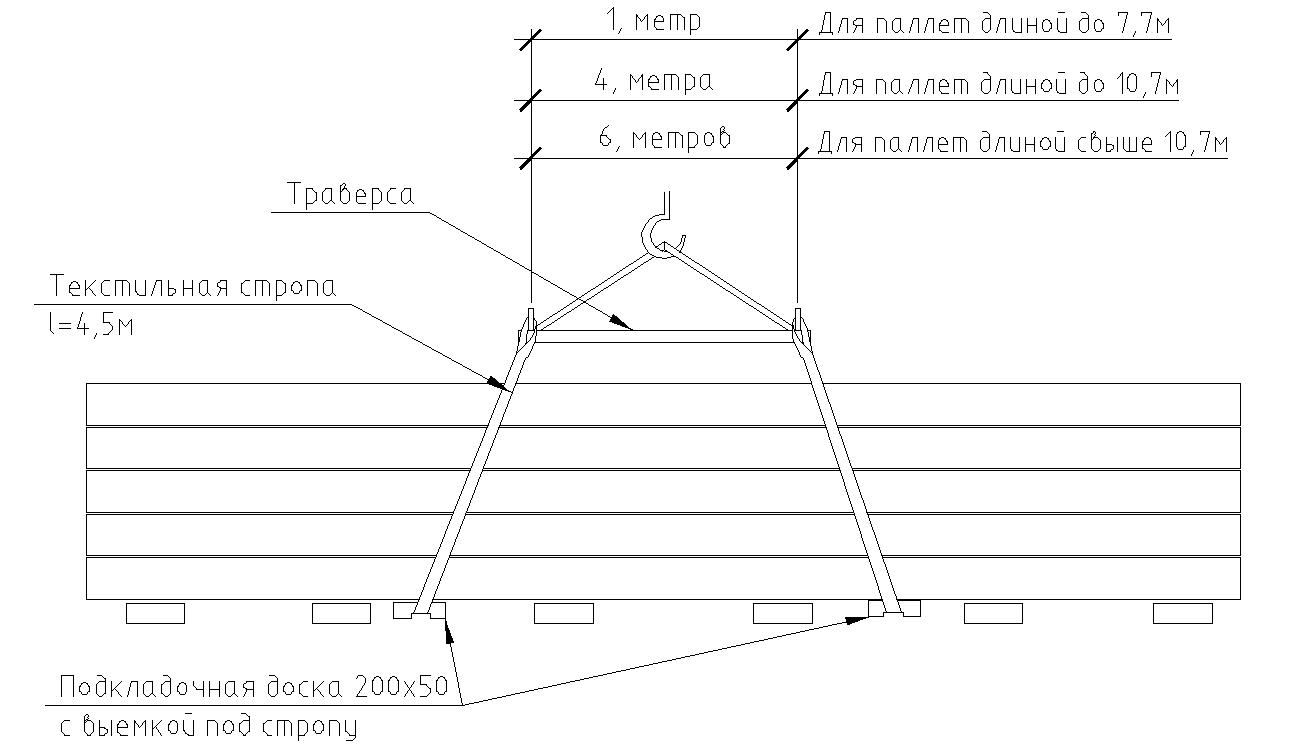 1, метр
Для паллет длиной до 7,7м
4, метра
Для паллет длиной до 10,7м
6, метров
Для паллет длиной свыше 10,7м
Траверса
Текстильная стропа
l=4,5м
Подкладочная доска 200х50
с выемкой под стропу